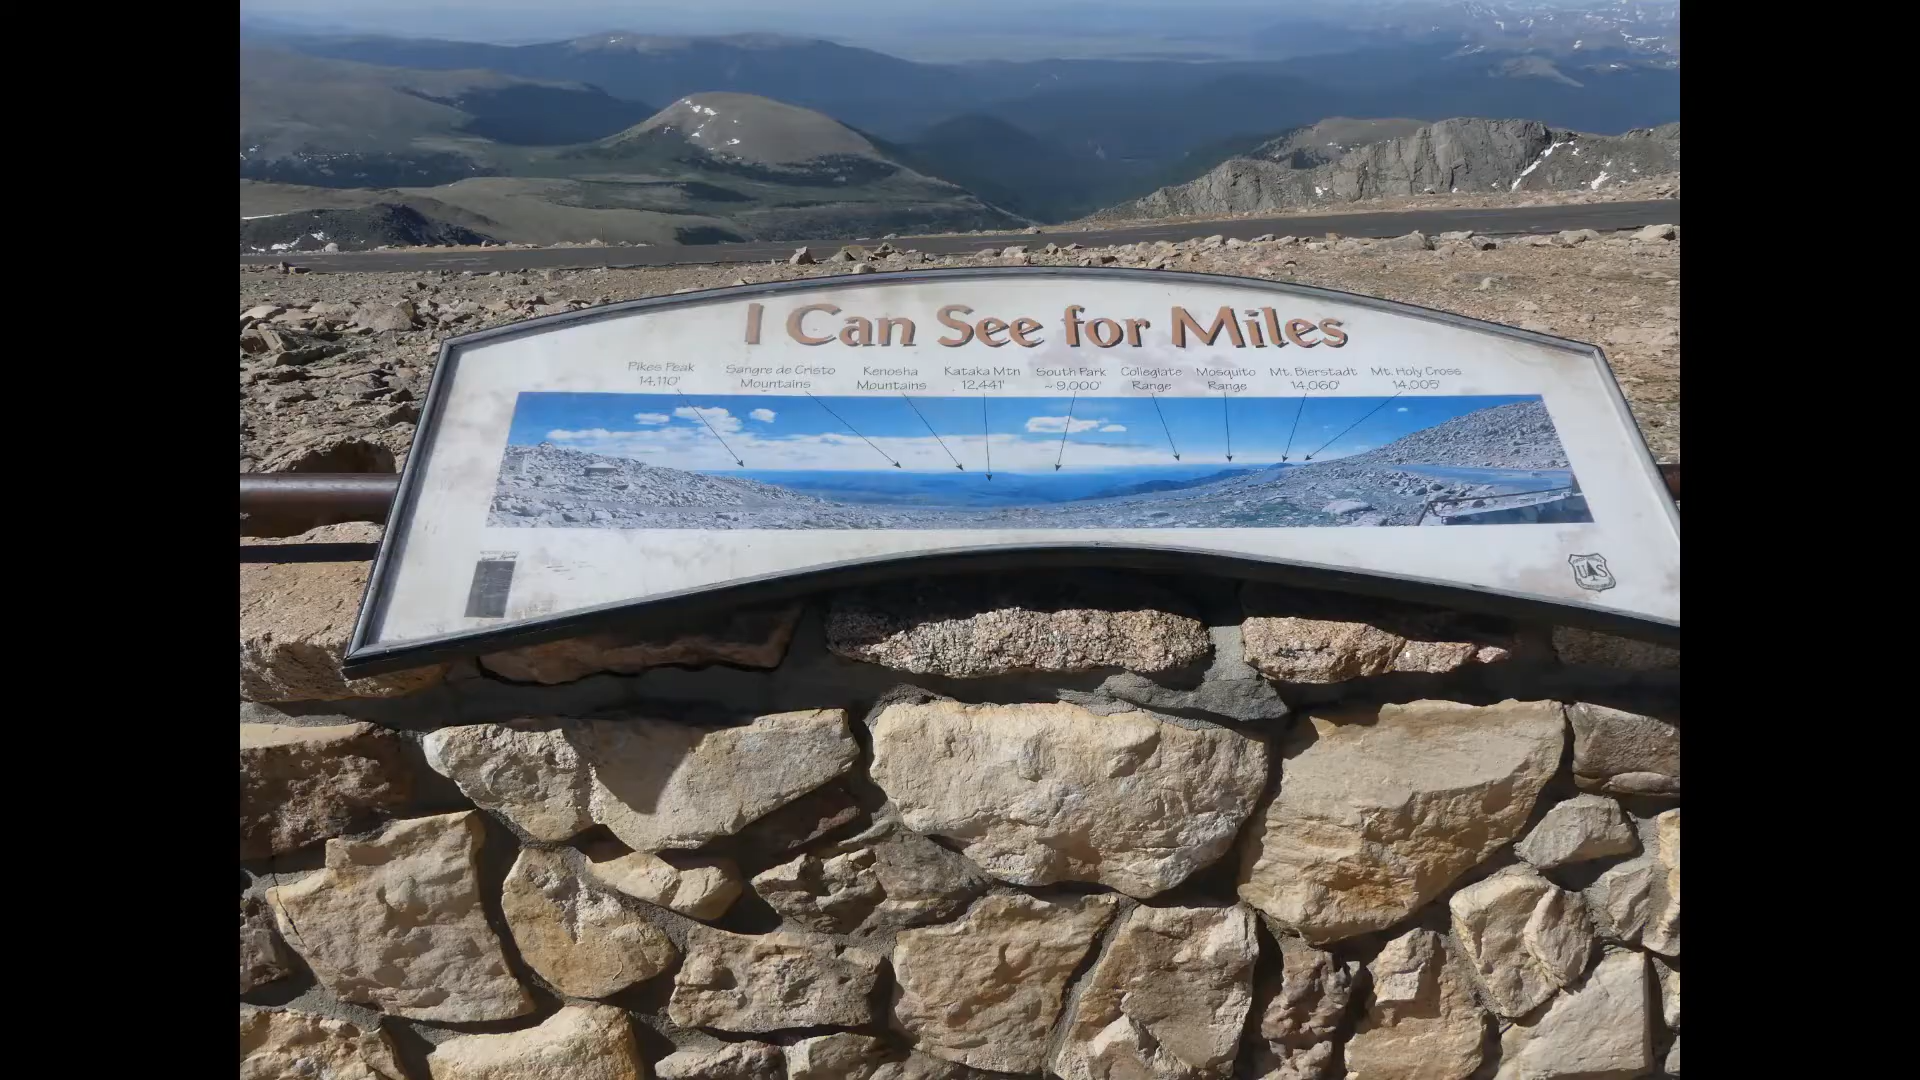 I Can See for Miles
Pikes Peak
14,110'
Sangre de Cristo
Mountains
Kenosha
Mountains
Kataka Mtn
12,441'
South Park
~9,000'
Collegiate
Range
Mosquito
Range
Mt. Bierstadt
14,060'
Mt. Holy Cross
14,005'
UAS